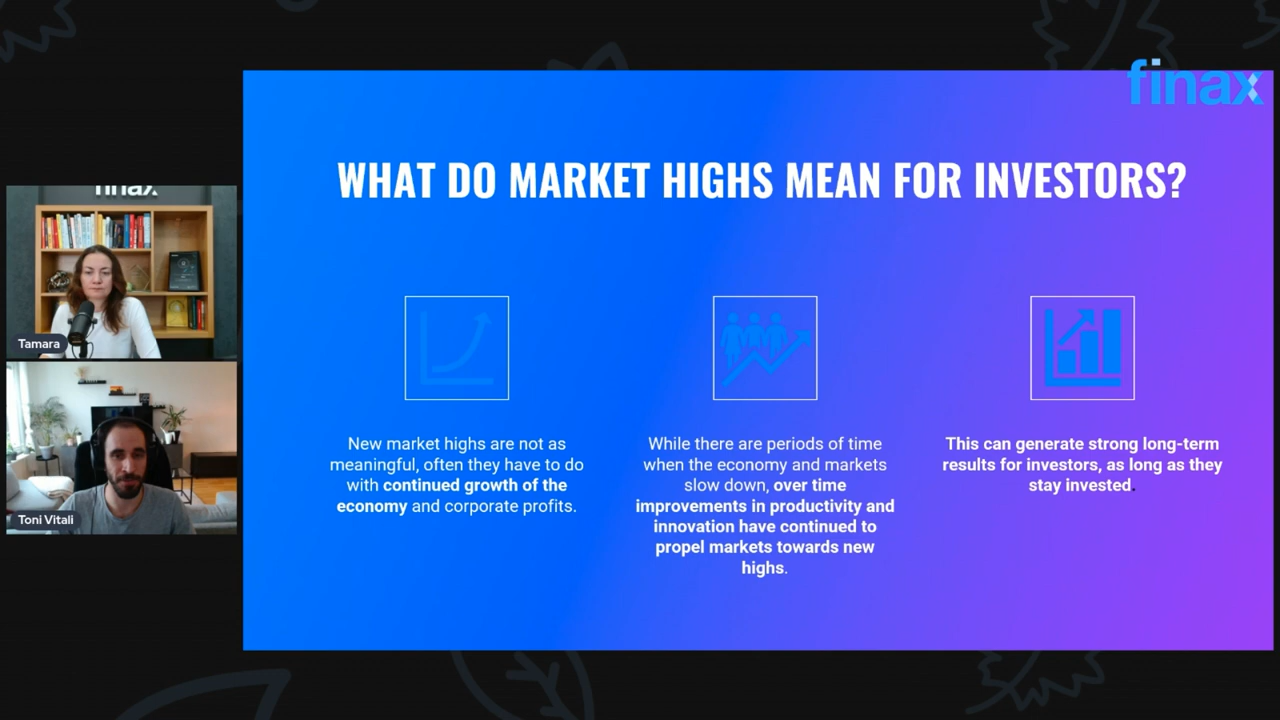 finax
WHAT DO MARKET HIGHS MEAN FOR INVESTORS?
finax
Tamara
Toni Vitali
New market highs are not as
meaningful, often they have to do
with continued growth of the
economy and corporate profits.
While there are periods of time
when the economy and markets
slow down, over time
improvements in productivity and
innovation have continued to
propel markets towards new
highs.
This can generate strong long-term
results for investors, as long as they
stay invested.